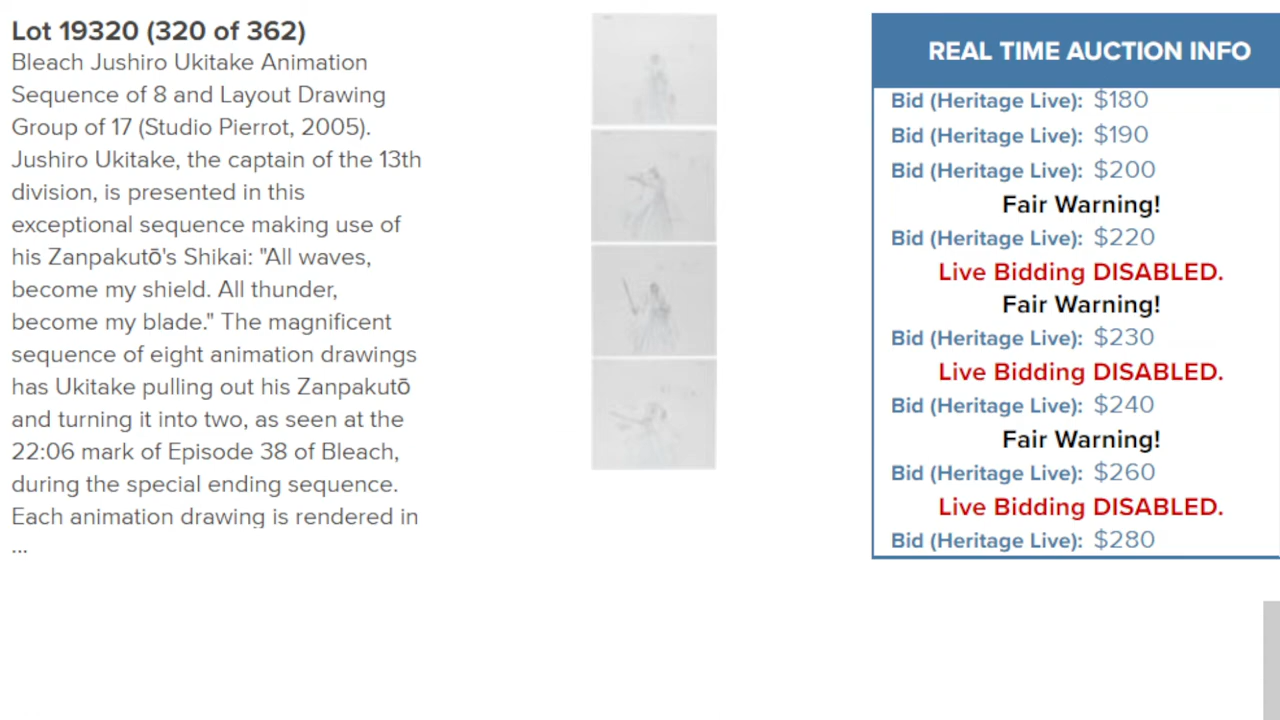 Lot 19320 (320 of 362)
Bleach Jushiro Ukitake Animation
Sequence of 8 and Layout Drawing
Group of 17 (Studio Pierrot, 2005).
Jushiro Ukitake, the captain of the 13th
division, is presented in this
exceptional sequence making use of
his Zanpakutō's Shikai: "All waves,
become my shield. All thunder,
become my blade." The magnificent
sequence of eight animation drawings
has Ukitake pulling out his Zanpakutō
and turning it into two, as seen at the
22:06 mark of Episode 38 of Bleach,
during the special ending sequence.
Each animation drawing is rendered in
...
REAL TIME AUCTION INFO
Bid (Heritage Live): $180
Bid (Heritage Live): $190
Bid (Heritage Live): $200
Fair Warning!
Bid (Heritage Live): $220
Live Bidding DISABLED.
Fair Warning!
Bid (Heritage Live): $230
Live Bidding DISABLED.
Bid (Heritage Live): $240
Fair Warning!
Bid (Heritage Live): $260
Live Bidding DISABLED.
Bid (Heritage Live): $280